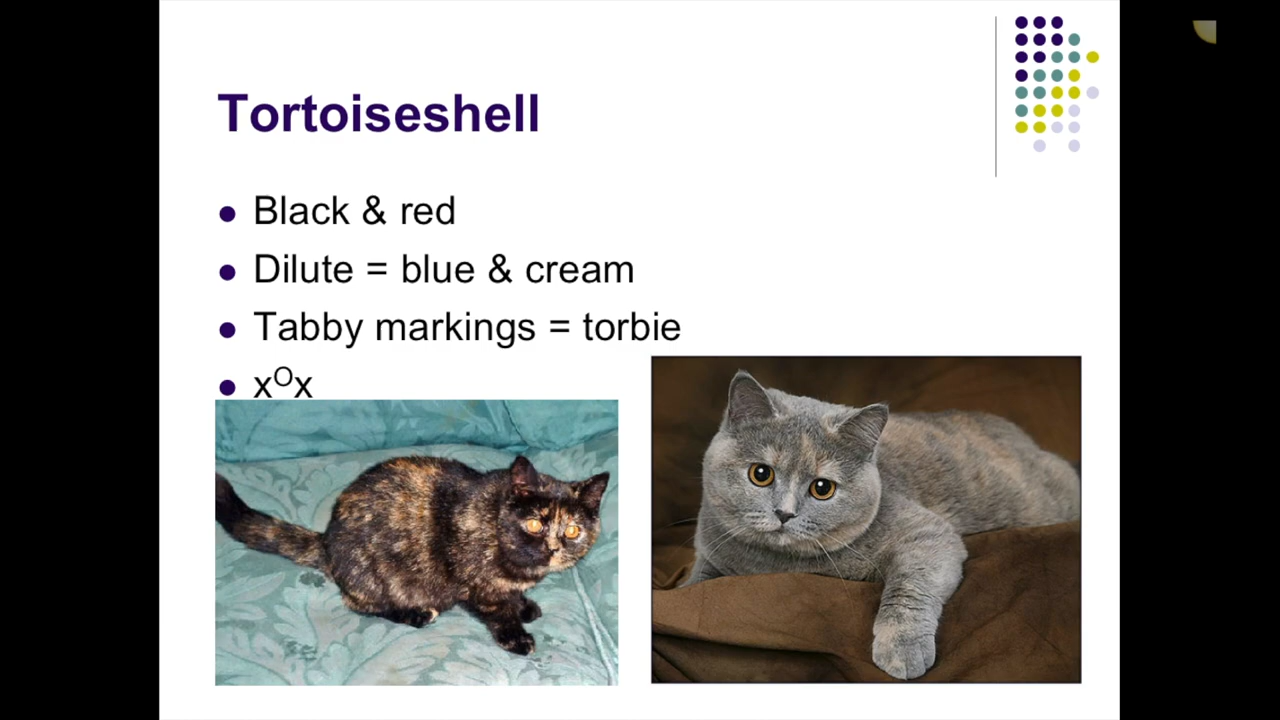 Tortoiseshell
Black & red
Dilute = blue & cream
Tabby markings = torbie
xᴼx